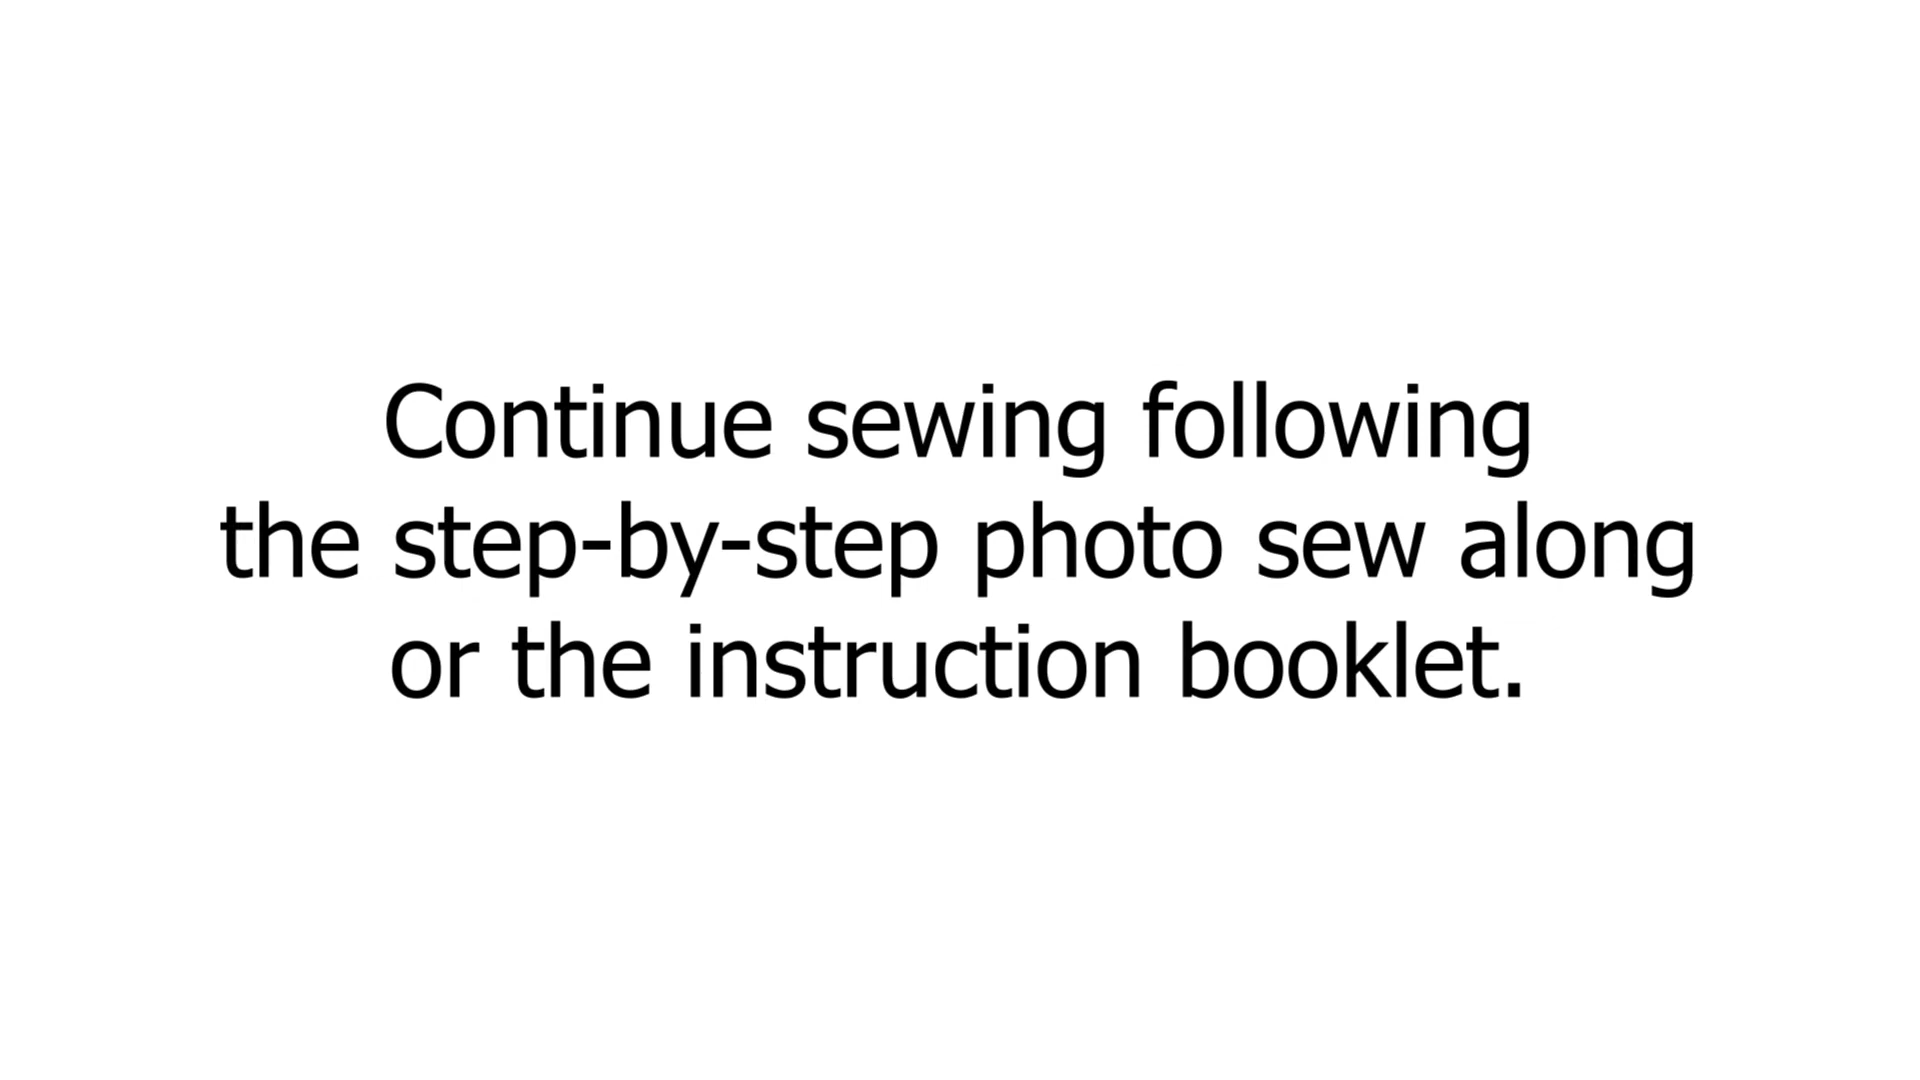 Continue sewing following
the step-by-step photo sew along
or the instruction booklet.